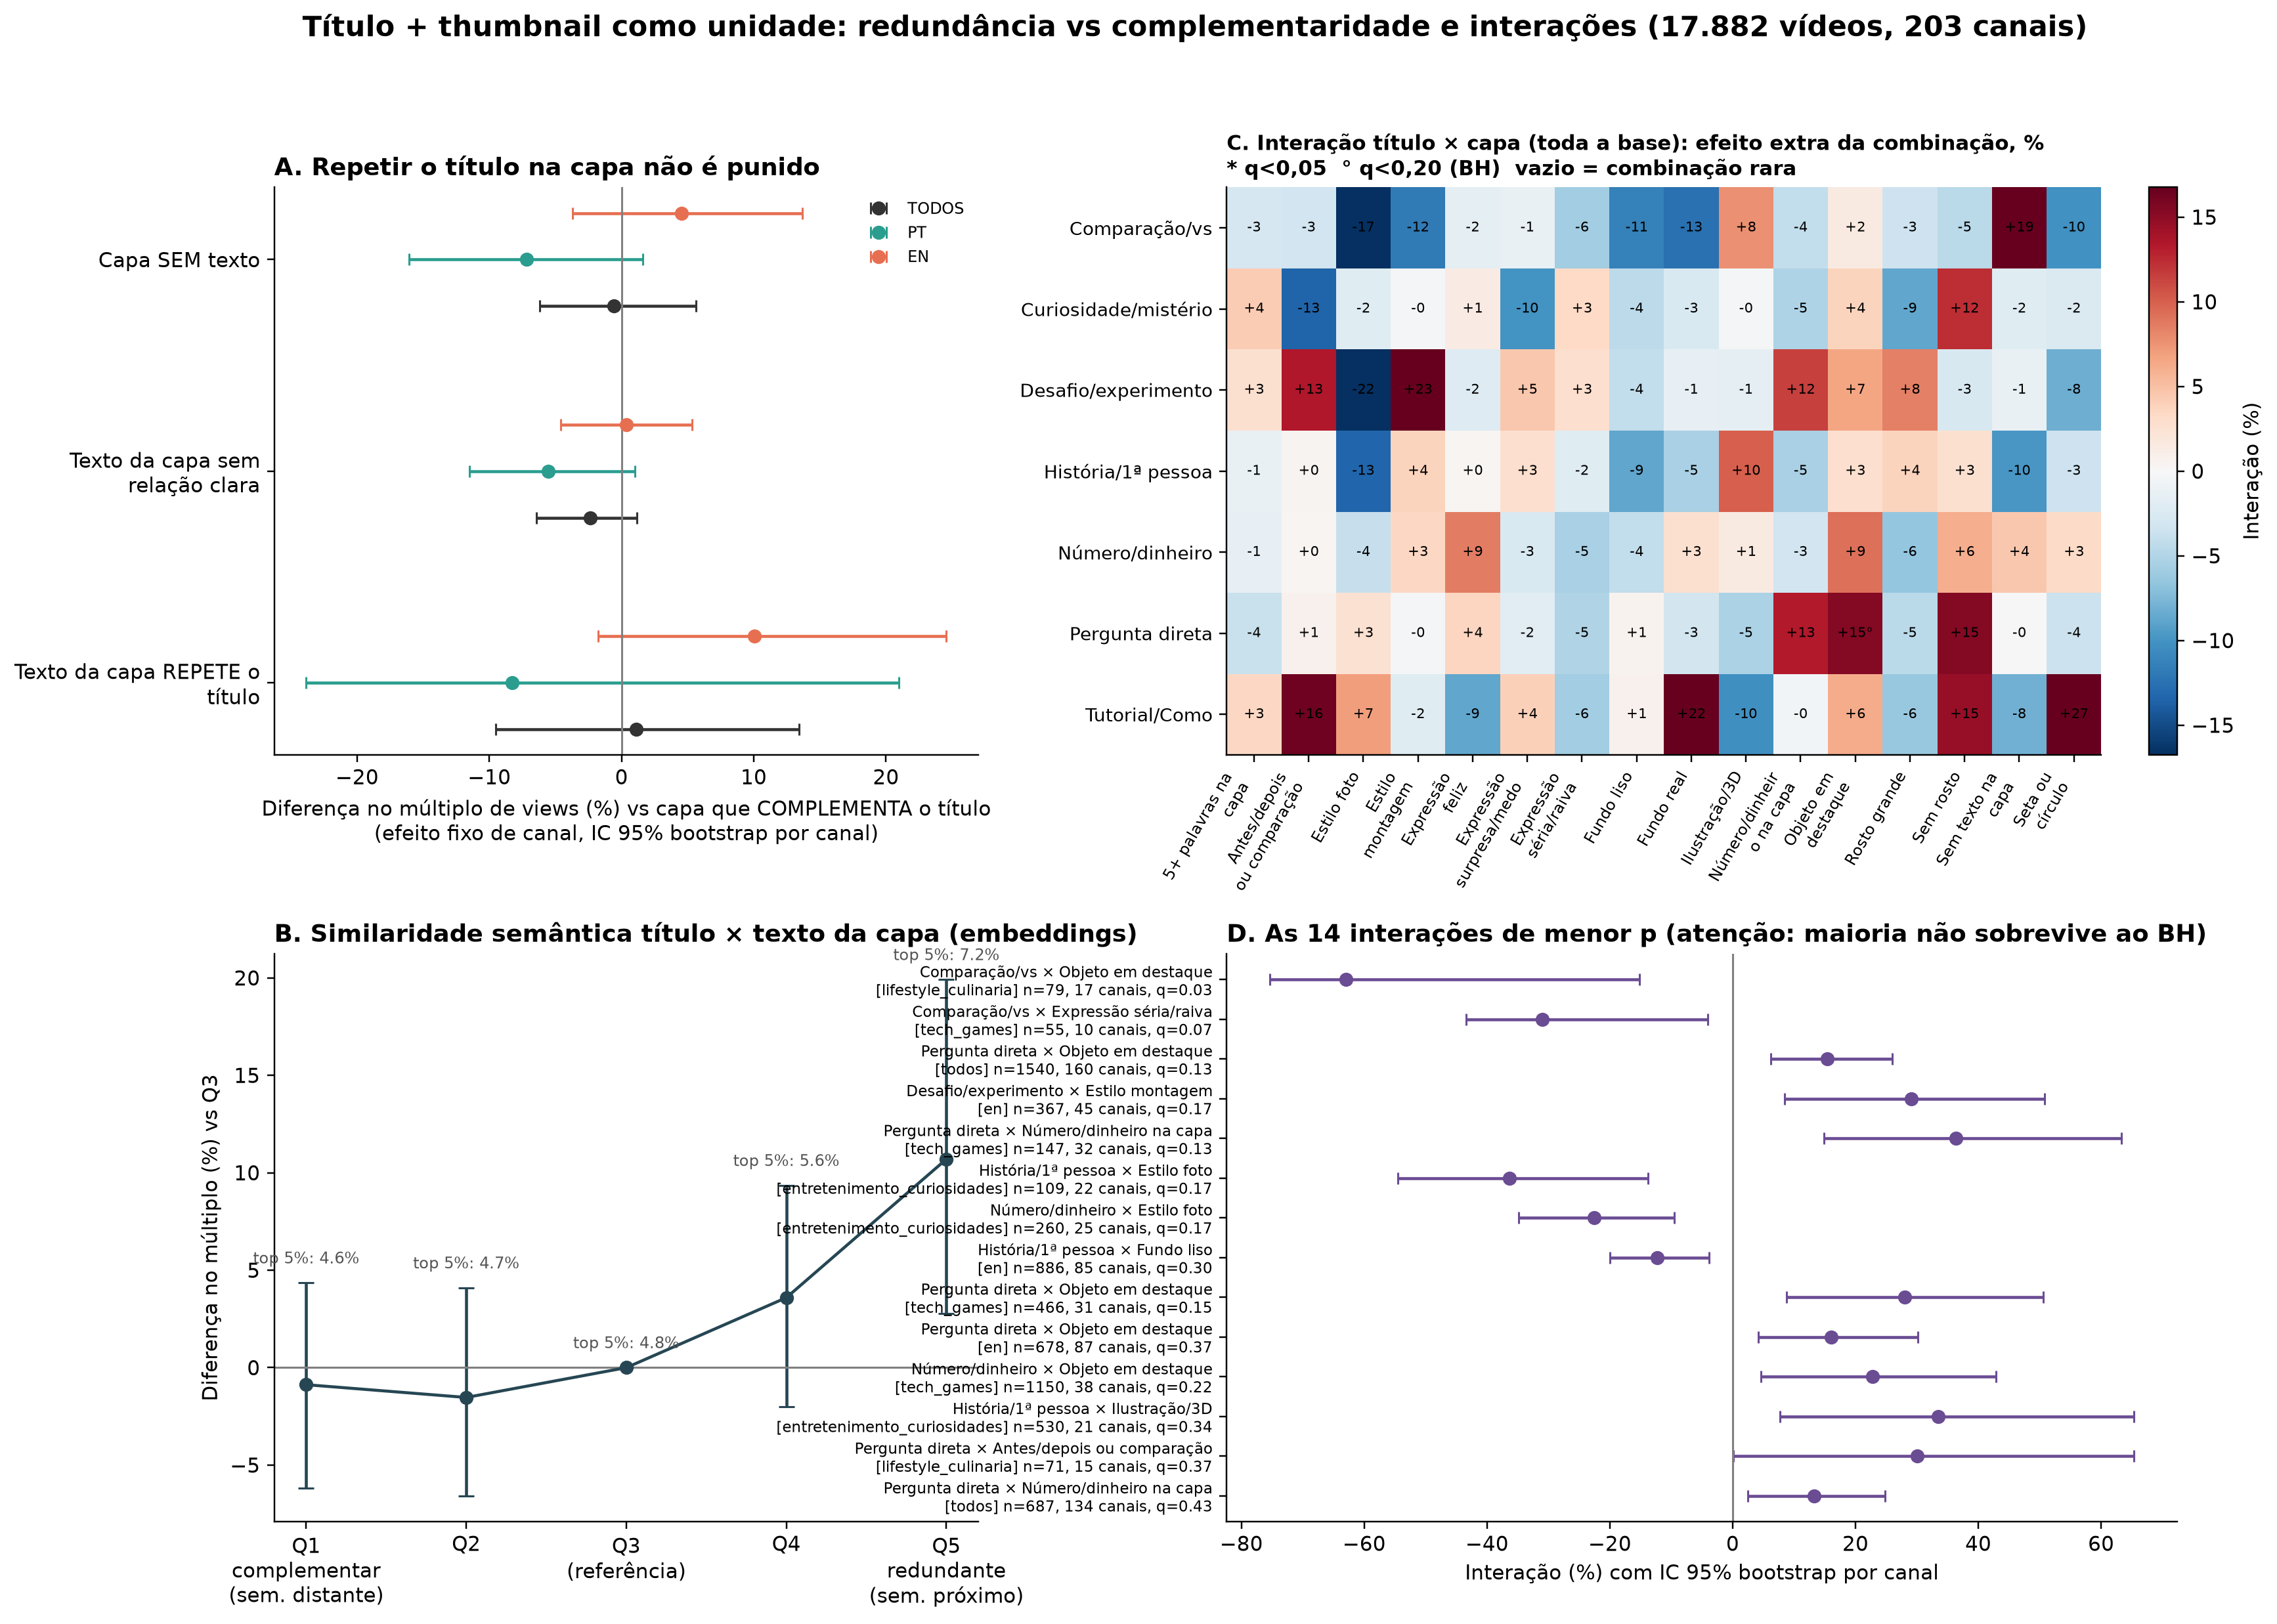 Título + thumbnail como unidade: redundância vs complementaridade e interações (17.882 vídeos, 203 canais)
A. Repetir o título na capa não é punido
TODOS
PT
EN
Capa SEM texto
Texto da capa sem
relação clara
Texto da capa REPETE o
título
−20
−10
0
10
20
Diferença no múltiplo de views (%) vs capa que COMPLEMENTA o título
(efeito fixo de canal, IC 95% bootstrap por canal)
C. Interação título × capa (toda a base): efeito extra da combinação, %
* q<0,05  ° q<0,20 (BH)  vazio = combinação rara
Comparação/vs -3 -3 -17 -12 -2 -1 -6 -11 -13 +8 -4 +2 -3 -5 +19 -10
Curiosidade/mistério +4 -13 -2 -0 +1 -10 +3 -4 -3 -0 -5 +4 -9 +12 -2 -2
Desafio/experimento +3 +13 -22 +23 -2 +5 +3 -4 -1 -1 +12 +7 +8 -3 -1 -8
História/1ª pessoa -1 +0 -13 +4 +0 +3 -2 -9 -5 +10 -5 +3 +4 +3 -10 -3
Número/dinheiro -1 +0 -4 +3 +9 -3 -5 -4 +3 +1 -3 +9 -6 +6 +4 +3
Pergunta direta -4 +1 +3 -0 +4 -2 -5 +1 -3 -5 +13 +15° -5 +15 -0 -4
Tutorial/Como +3 +16 +7 -2 -9 +4 -6 +1 +22 -10 -0 +6 -6 +15 -8 +27
5+ palavras na
capa
Antes/depois
ou comparação
Estilo foto
Estilo
montagem
Expressão
feliz
Expressão
surpresa/medo
Expressão
séria/raiva
Fundo liso
Fundo real
Ilustração/3D
Número/dinheir
o na capa
Objeto em
destaque
Rosto grande
Sem rosto
Sem texto na
capa
Seta ou
círculo
15
10
5
0
−5
−10
−15
Interação (%)
B. Similaridade semântica título × texto da capa (embeddings)
20
15
10
5
0
−5
Diferença no múltiplo (%) vs Q3
top 5%: 4.6%
top 5%: 4.7%
top 5%: 4.8%
top 5%: 5.6%
top 5%: 7.2%
Q1
complementar
(sem. distante)
Q2
Q3
(referência)
Q4
Q5
redundante
(sem. próximo)
D. As 14 interações de menor p (atenção: maioria não sobrevive ao BH)
Comparação/vs × Objeto em destaque
[lifestyle_culinaria] n=79, 17 canais, q=0.03
Comparação/vs × Expressão séria/raiva
[tech_games] n=55, 10 canais, q=0.07
Pergunta direta × Objeto em destaque
[todos] n=1540, 160 canais, q=0.13
Desafio/experimento × Estilo montagem
[en] n=367, 45 canais, q=0.17
Pergunta direta × Número/dinheiro na capa
[tech_games] n=147, 32 canais, q=0.13
História/1ª pessoa × Estilo foto
[entretenimento_curiosidades] n=109, 22 canais, q=0.17
Número/dinheiro × Estilo foto
[entretenimento_curiosidades] n=260, 25 canais, q=0.17
História/1ª pessoa × Fundo liso
[en] n=886, 85 canais, q=0.30
Pergunta direta × Objeto em destaque
[tech_games] n=466, 31 canais, q=0.15
Pergunta direta × Objeto em destaque
[en] n=678, 87 canais, q=0.37
Número/dinheiro × Objeto em destaque
[tech_games] n=1150, 38 canais, q=0.22
História/1ª pessoa × Ilustração/3D
[entretenimento_curiosidades] n=530, 21 canais, q=0.34
Pergunta direta × Antes/depois ou comparação
[lifestyle_culinaria] n=71, 15 canais, q=0.37
Pergunta direta × Número/dinheiro na capa
[todos] n=687, 134 canais, q=0.43
−80
−60
−40
−20
0
20
40
60
Interação (%) com IC 95% bootstrap por canal